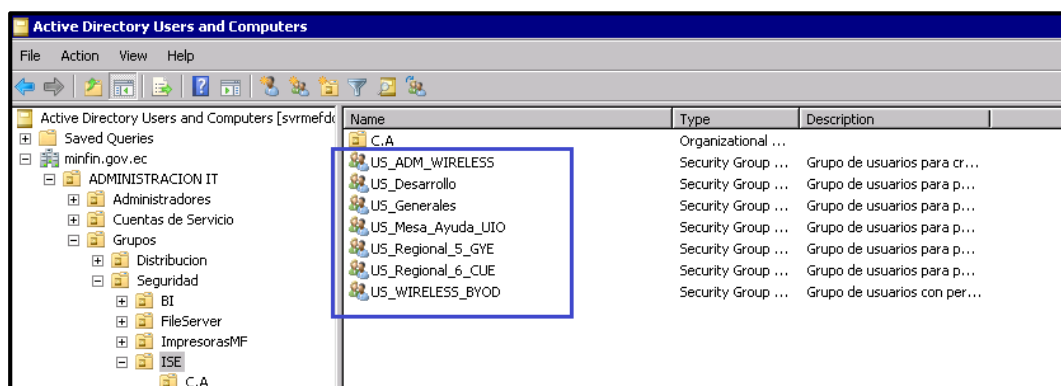 Active Directory Users and Computers
File Action View Help
Active Directory Users and Computers [svrmefdc
Name Type Description
Saved Queries
C.A Organizational ...
minfin.gov.ec
US_ADM_WIRELESS Security Group ... Grupo de usuarios para cr...
ADMINISTRACION IT
US_Desarrollo Security Group ... Grupo de usuarios para p...
Administradores
US_Generales Security Group ... Grupo de usuarios para p...
Cuentas de Servicio
US_Mesa_Ayuda_UIO Security Group ... Grupo de usuarios para p...
Grupos
US_Regional_5_GYE Security Group ... Grupo de usuarios para p...
Distribucion
US_Regional_6_CUE Security Group ... Grupo de usuarios para p...
Seguridad
US_WIRELESS_BYOD Security Group ... Grupo de usuarios con per...
BI
FileServer
ImpresorasMF
ISE
C.A